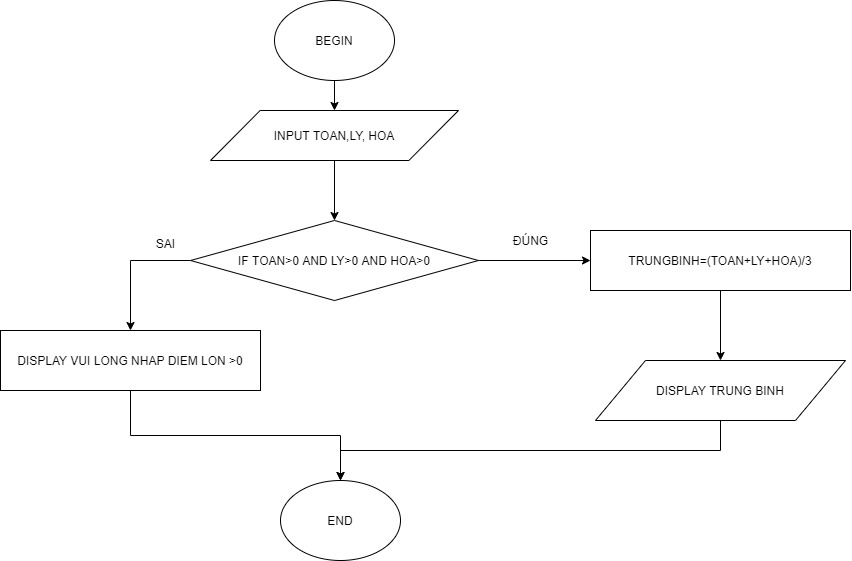 BEGIN
INPUT TOAN,LY, HOA
SAI
IF TOAN>0 AND LY>0 AND HOA>0
ĐÚNG
TRUNGBINH=(TOAN+LY+HOA)/3
DISPLAY VUI LONG NHAP DIEM LON >0
DISPLAY TRUNG BINH
END